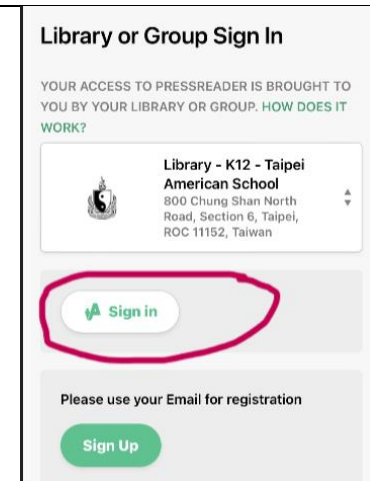 Library or Group Sign In
YOUR ACCESS TO PRESSREADER IS BROUGHT TO
YOU BY YOUR LIBRARY OR GROUP. HOW DOES IT
WORK?
Library - K12 - Taipei
American School
800 Chung Shan North
Road, Section 6, Taipei,
ROC 11152, Taiwan
Sign in
Please use your Email for registration
Sign Up